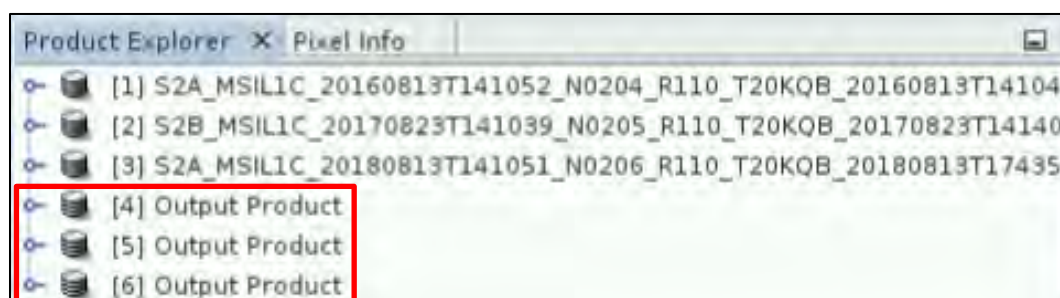 Product Explorer × Pixel Info
[1] S2A_MSIL1C_20160813T141052_N0204_R110_T20KQB_20160813T14104
[2] S2B_MSIL1C_20170823T141039_N0205_R110_T20KQB_20170823T14140
[3] S2A_MSIL1C_20180813T141051_N0206_R110_T20KQB_20180813T17435
[4] Output Product
[5] Output Product
[6] Output Product